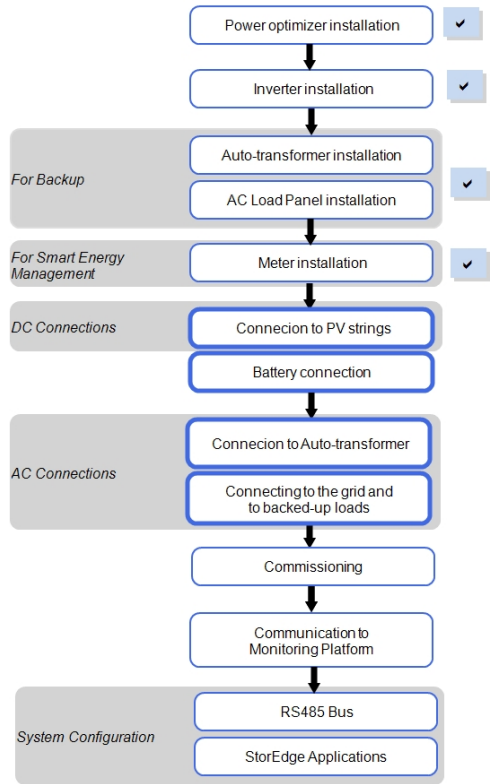 Power optimizer installation
Inverter installation
Auto-transformer installation
For Backup
AC Load Panel installation
For Smart Energy
Management
Meter installation
DC Connections
Connecion to PV strings
Battery connection
Connecion to Auto-transformer
AC Connections
Connecting to the grid and
to backed-up loads
Commissioning
Communication to
Monitoring Platform
RS485 Bus
System Configuration
StorEdge Applications